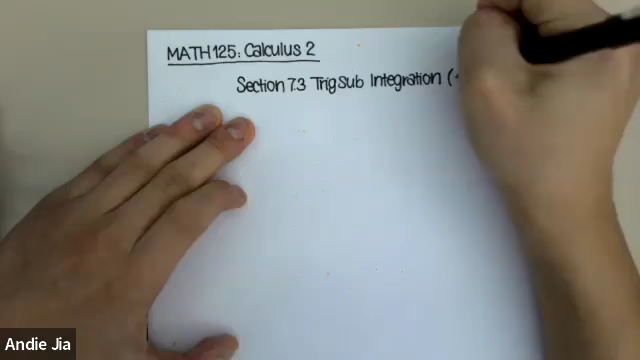 MATH 125: Calculus 2
Section 7.3 Trig Sub Integration (
Andie Jia